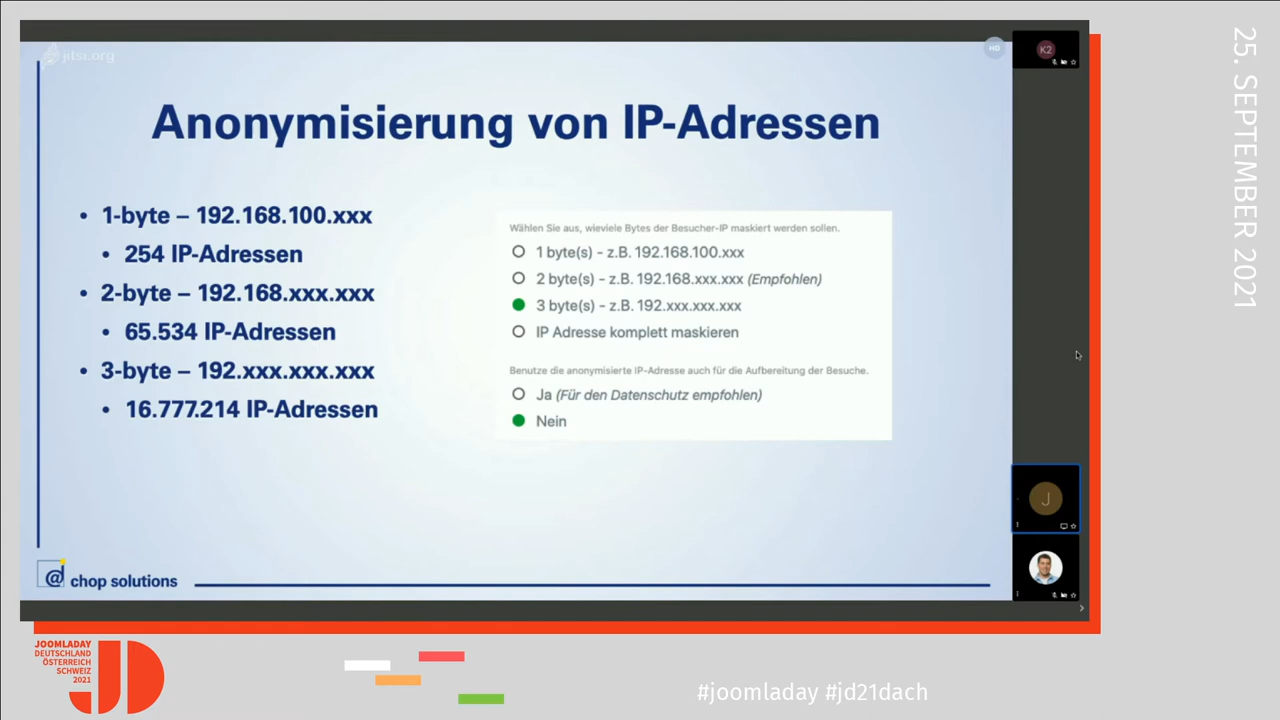 jitsi.org
HD
K2
Anonymisierung von IP-Adressen
• 1-byte – 192.168.100.xxx
• 254 IP-Adressen
• 2-byte – 192.168.xxx.xxx
• 65.534 IP-Adressen
• 3-byte – 192.xxx.xxx.xxx
• 16.777.214 IP-Adressen
Wählen Sie aus, wieviele Bytes der Besucher-IP maskiert werden sollen.
1 byte(s) - z.B. 192.168.100.xxx
2 byte(s) - z.B. 192.168.xxx.xxx (Empfohlen)
3 byte(s) - z.B. 192.xxx.xxx.xxx
IP Adresse komplett maskieren
Benutze die anonymisierte IP-Adresse auch für die Aufbereitung der Besuche.
Ja (Für den Datenschutz empfohlen)
Nein
J
@ chop solutions
25. SEPTEMBER 2021
JOOMLADAY
DEUTSCHLAND
ÖSTERREICH
SCHWEIZ
2021
JD
#joomladay #jd21dach